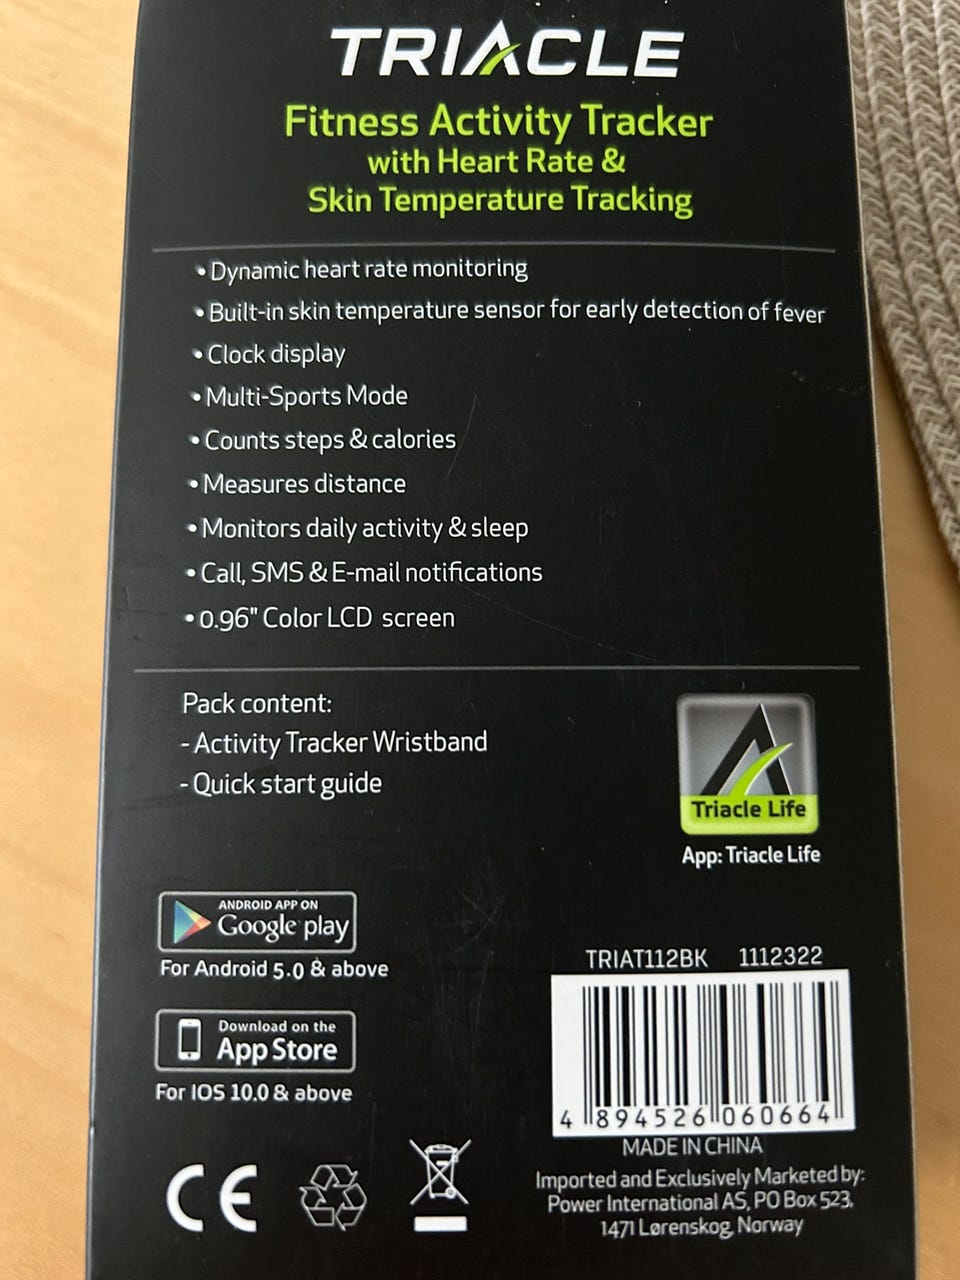 TRIACLE
Fitness Activity Tracker
with Heart Rate &
Skin Temperature Tracking
• Dynamic heart rate monitoring
• Built-in skin temperature sensor for early detection of fever
• Clock display
• Multi-Sports Mode
• Counts steps & calories
• Measures distance
• Monitors daily activity & sleep
• Call, SMS & E-mail notifications
• 0.96" Color LCD screen
Pack content:
- Activity Tracker Wristband
- Quick start guide
Triacle Life
App: Triacle Life
ANDROID APP ON
Google play
For Android 5.0 & above
Download on the
App Store
For IOS 10.0 & above
TRIAT112BK 1112322
4 894526 060664
MADE IN CHINA
Imported and Exclusively Marketed by:
Power International AS, PO Box 523,
1471 Lørenskog, Norway
CE